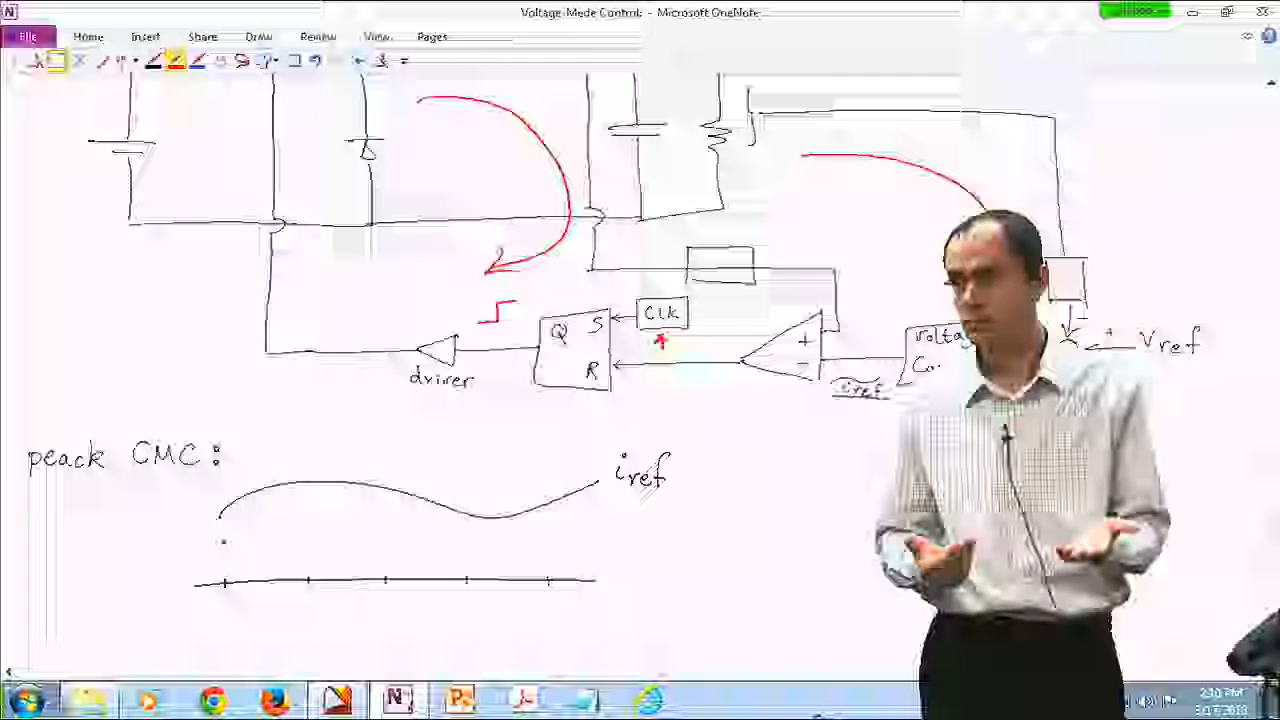 Voltage-Mode Control - Microsoft OneNote
File Home Insert Share Draw Review View Pages
Q S Clk
R
+
-
driver
iref
Vref
+
-
peack CMC:
iref